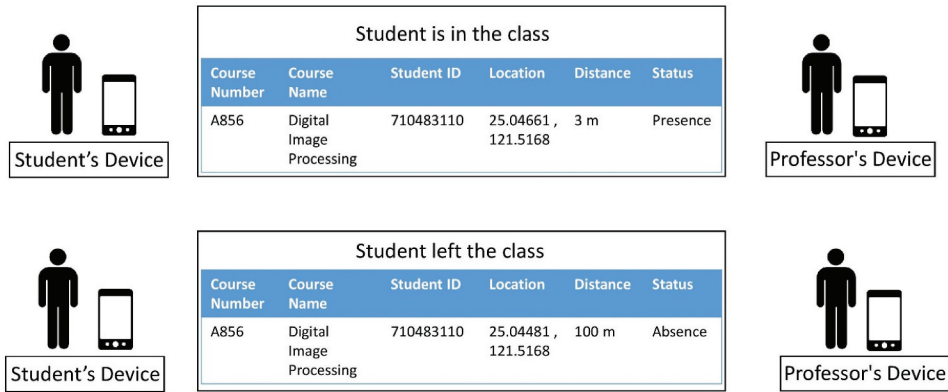 Student is in the class
Course Number
Course Name
Student ID
Location
Distance
Status
A856
Digital Image Processing
710483110
25.04661 , 121.5168
3 m
Presence
Student's Device
Professor's Device
Student left the class
Course Number
Course Name
Student ID
Location
Distance
Status
A856
Digital Image Processing
710483110
25.04481 , 121.5168
100 m
Absence
Student's Device
Professor's Device